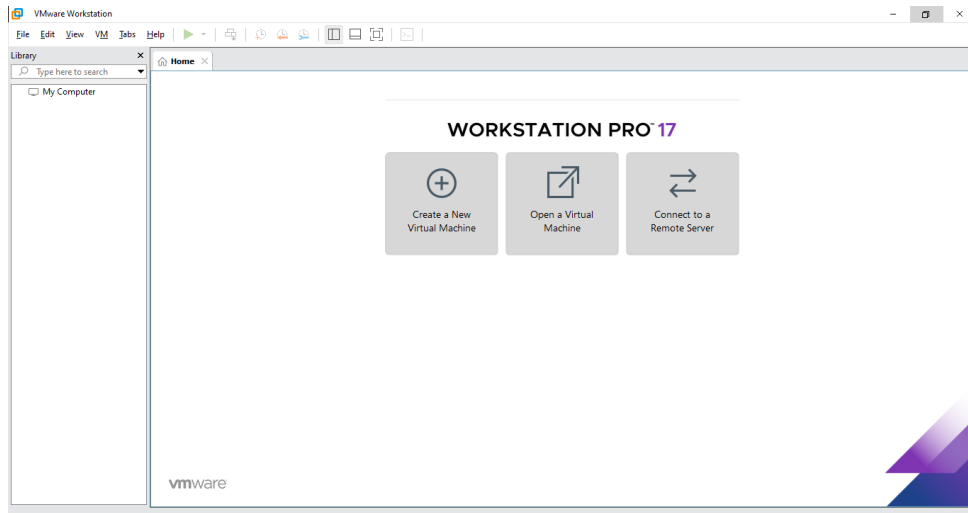 VMware Workstation
File Edit View VM Tabs Help
Library
Type here to search
My Computer
Home
WORKSTATION PRO™ 17
Create a New
Virtual Machine
Open a Virtual
Machine
Connect to a
Remote Server
vmware